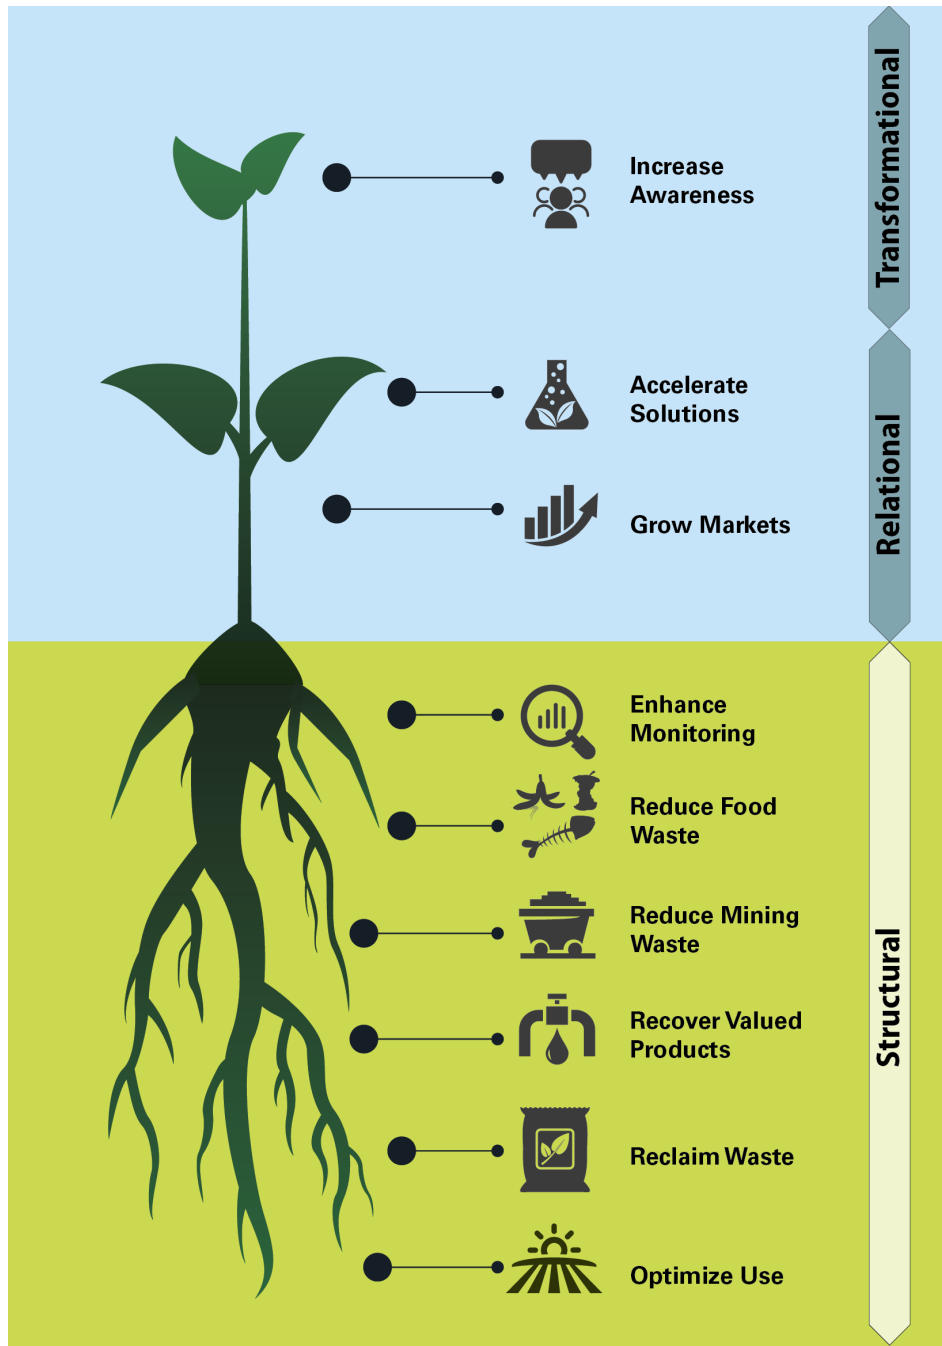 Transformational
Increase
Awareness
Relational
Accelerate
Solutions
Grow Markets
Structural
Enhance
Monitoring
Reduce Food
Waste
Reduce Mining
Waste
Recover Valued
Products
Reclaim Waste
Optimize Use